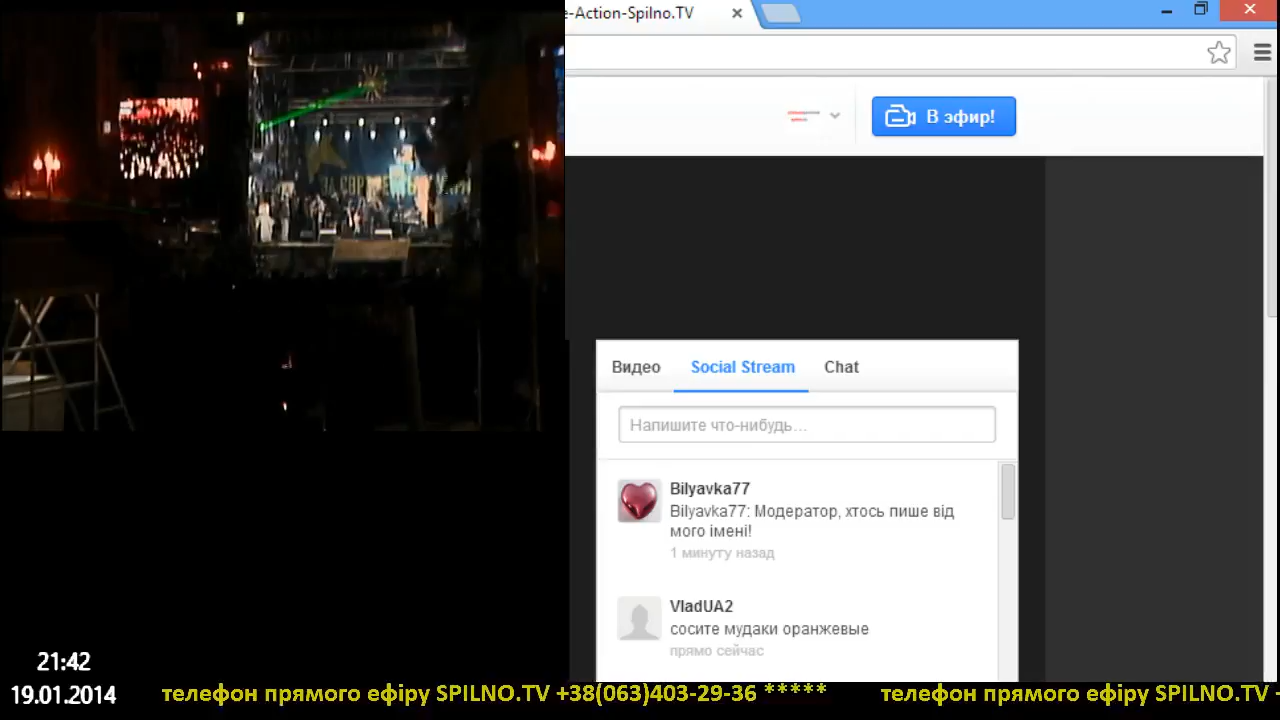 e-Action-Spilno.TV
В эфир!
Видео
Social Stream
Chat
Напишите что-нибудь...
Bilyavka77
Bilyavka77: Модератор, хтось пише від
мого імені!
1 минуту назад
VladUA2
сосите мудаки оранжевые
прямо сейчас
21:42
19.01.2014
телефон прямого ефіру SPILNO.TV +38(063)403-29-36 ***** телефон прямого ефіру SPILNO.TV +